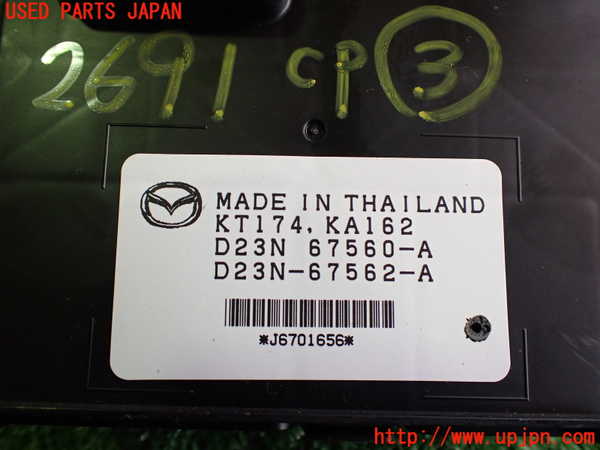 USED PARTS JAPAN
2691 CP ③
MADE IN THAILAND
KT174, KA162
D23N 67560-A
D23N-67562-A
*J6701656*
http://www.upjpn.com